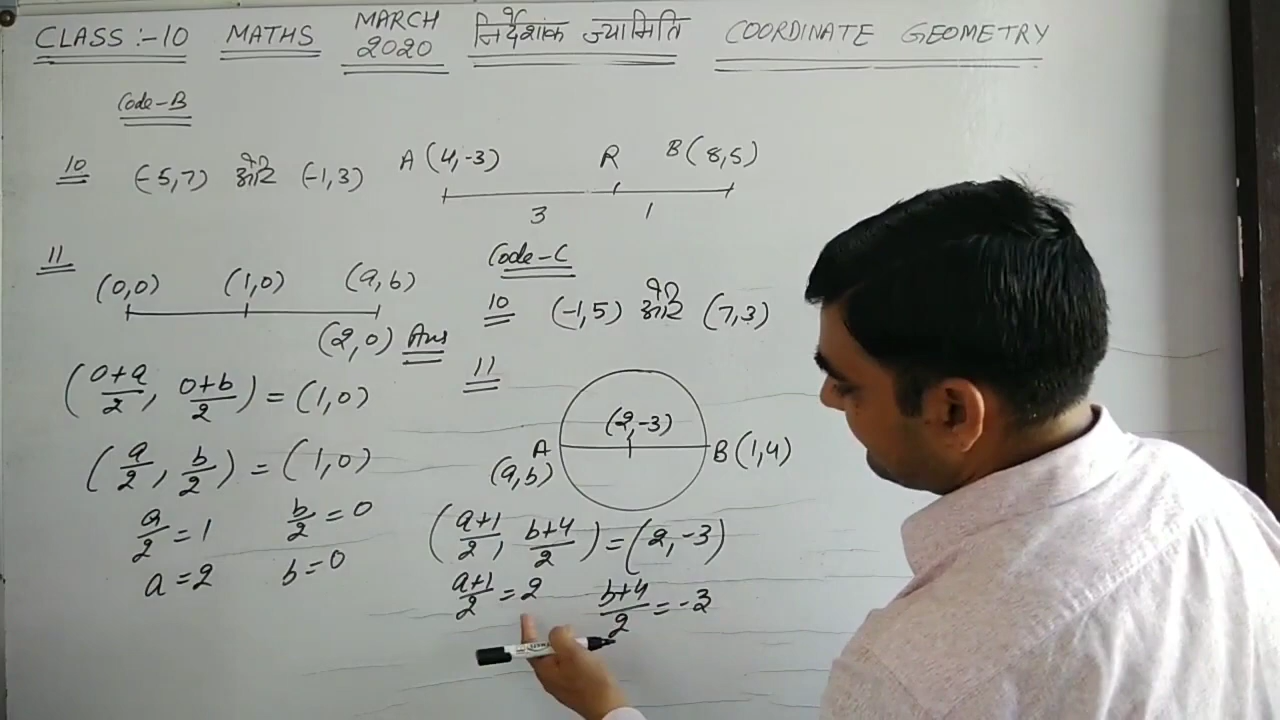 CLASS :- 10 MATHS MARCH 2020 निर्देशांक ज्यामिति COORDINATE GEOMETRY
Code-B
10 (-5,7) और (-1,3) A (4,-3) R B(8,5)
3 1
11
(0,0) (1,0) (a,b)
(2,0) Ans
(0+a/2, 0+b/2) = (1,0)
(a/2, b/2) = (1,0)
a/2 = 1 b/2 = 0
a = 2 b = 0
Code-C
10 (-1,5) और (7,3)
11
(2,-3)
A B (1,4)
(a,b)
(a+1/2, b+4/2) = (2,-3)
a+1/2 = 2 b+4/2 = -3